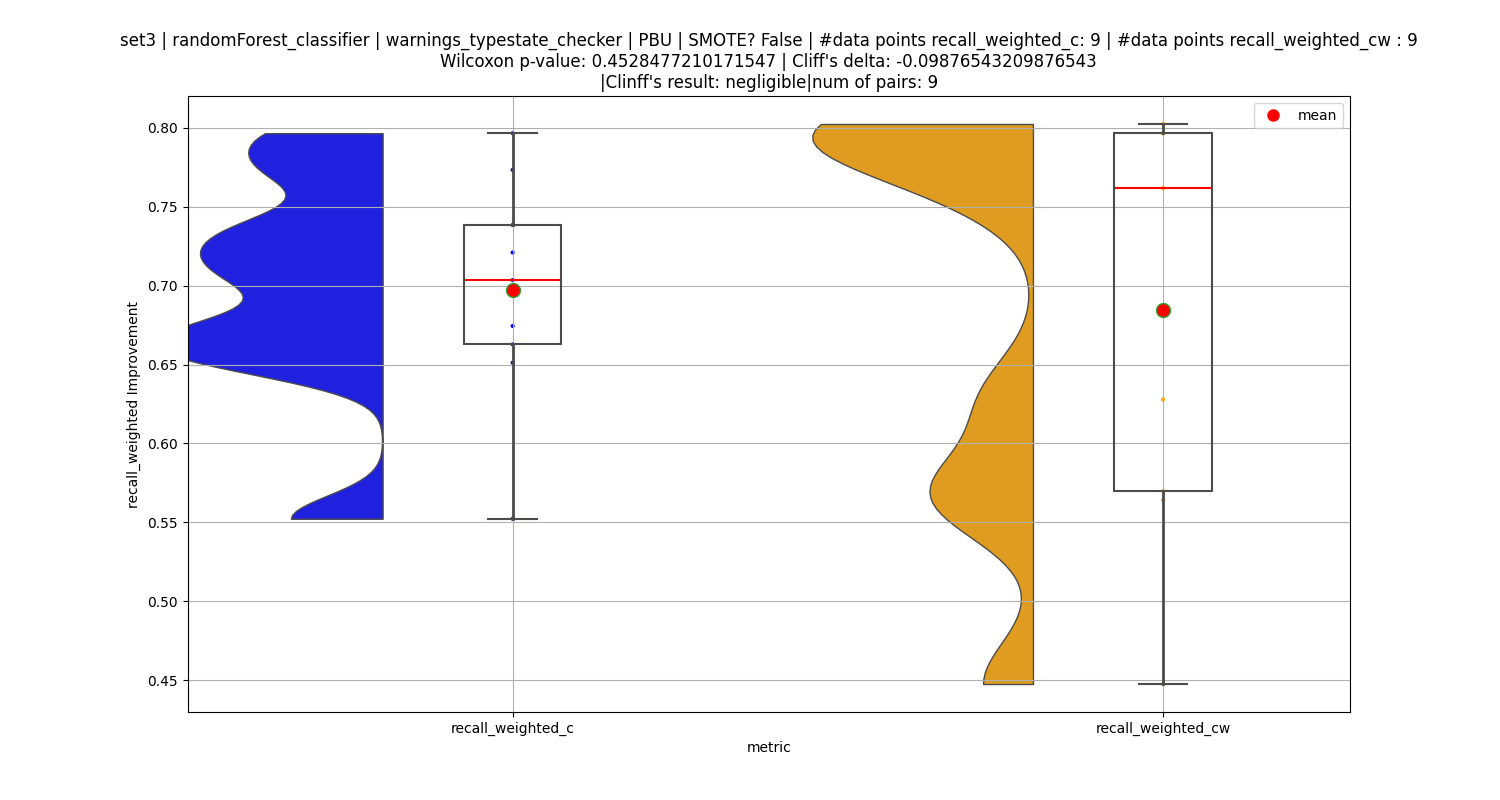 set3 | randomForest_classifier | warnings_typestate_checker | PBU | SMOTE? False | #data points recall_weighted_c: 9 | #data points recall_weighted_cw : 9
Wilcoxon p-value: 0.4528477210171547 | Cliff's delta: -0.09876543209876543
|Clinff's result: negligible|num of pairs: 9
mean
0.80
0.75
0.70
0.65
0.60
0.55
0.50
0.45
recall_weighted Improvement
recall_weighted_c
recall_weighted_cw
metric